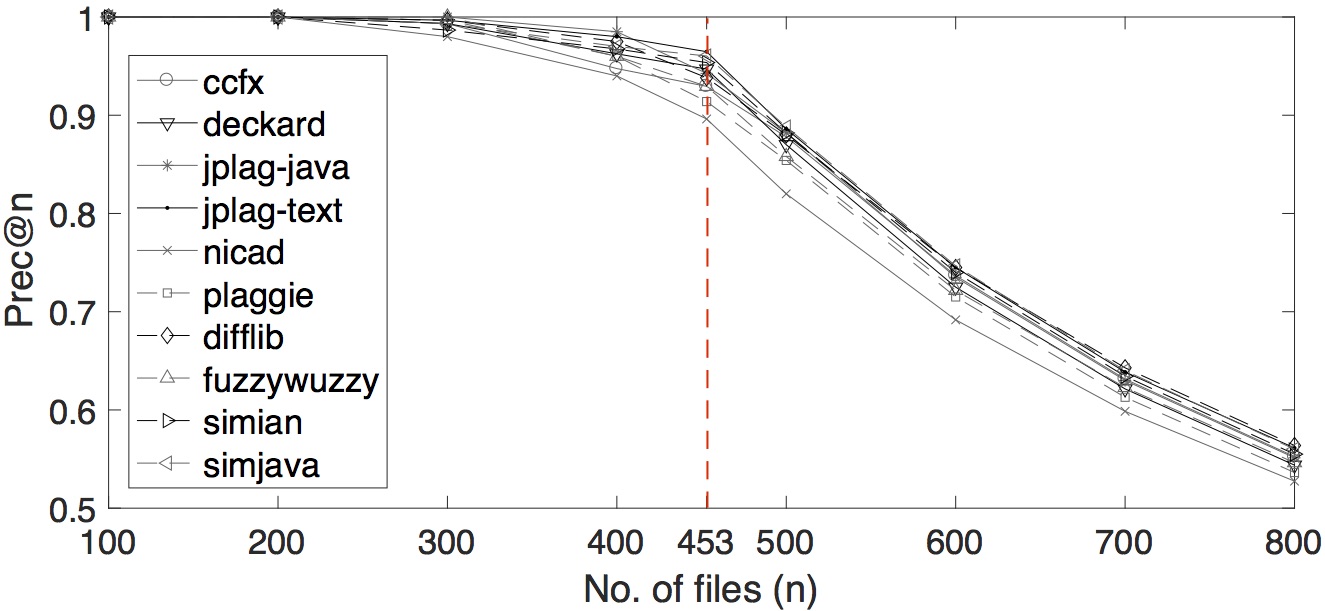 1
0.9
0.8
0.7
0.6
0.5
Prec@n
ccfx
deckard
jplag-java
jplag-text
nicad
plaggie
difflib
fuzzywuzzy
simian
simjava
100 200 300 400 453 500 600 700 800
No. of files (n)